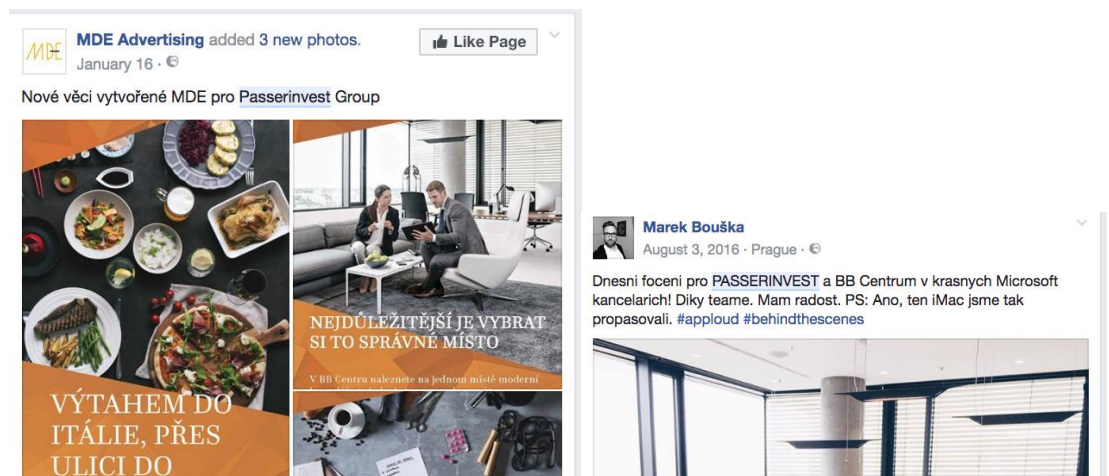 MDE
MDE Advertising added 3 new photos.
January 16 ·
Like Page
Nové věci vytvořené MDE pro Passerinvest Group
VÝTAHEM DO
ITÁLIE, PŘES
ULICI DO
NEJDŮLEŽITĚJŠÍ JE VYBRAT
SI TO SPRÁVNÉ MÍSTO
V BB Centru naleznete na jednom místě moderní
Marek Bouška
August 3, 2016 · Prague ·
Dnesni foceni pro PASSERINVEST a BB Centrum v krasnych Microsoft
kancelarich! Diky teame. Mam radost. PS: Ano, ten iMac jsme tak
propasovali. #apploud #behindthescenes